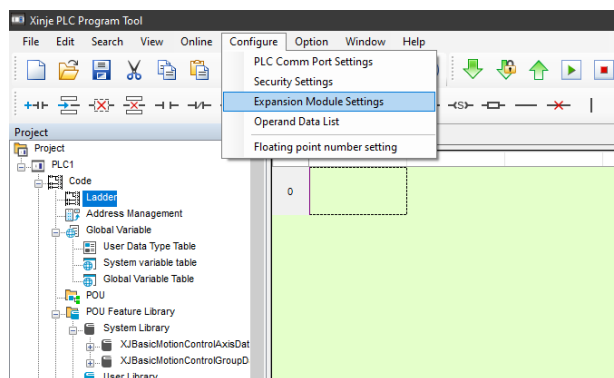 Xinje PLC Program Tool
File Edit Search View Online Configure Option Window Help
PLC Comm Port Settings
Security Settings
Expansion Module Settings
Operand Data List
Floating point number setting
Project
Project
PLC1
Code
Ladder
Address Management
Global Variable
User Data Type Table
System variable table
Global Variable Table
POU
POU Feature Library
System Library
XJBasicMotionControlAxisDat
XJBasicMotionControlGroupD
User Library
0